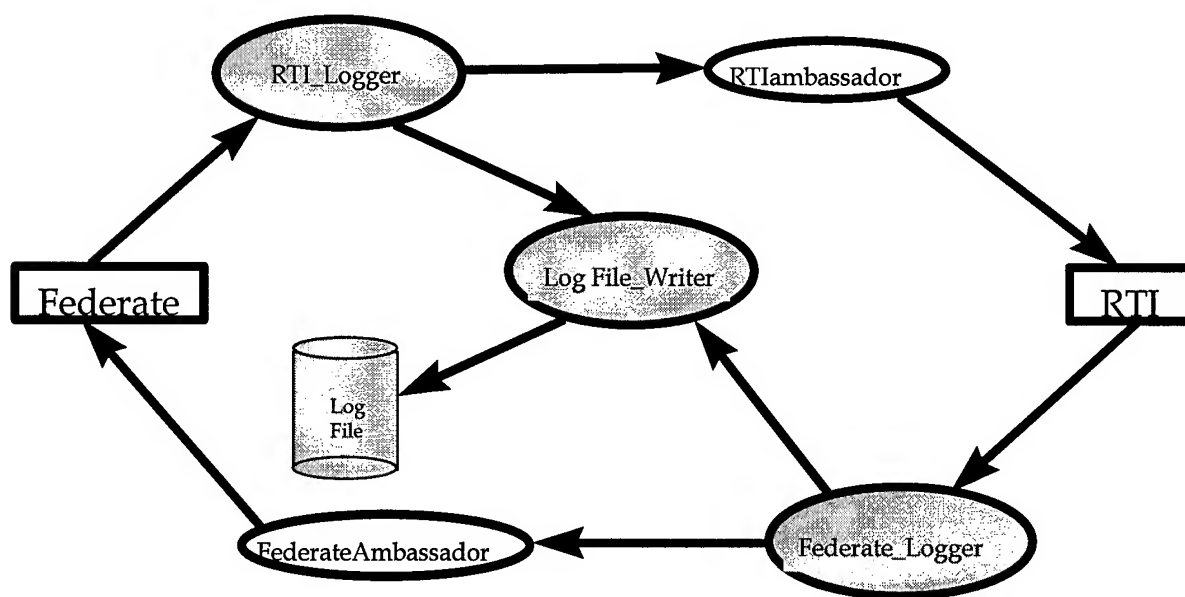 RTI_Logger
RTIambassador
Log File_Writer
Federate
RTI
Log
File
FederateAmbassador
Federate_Logger